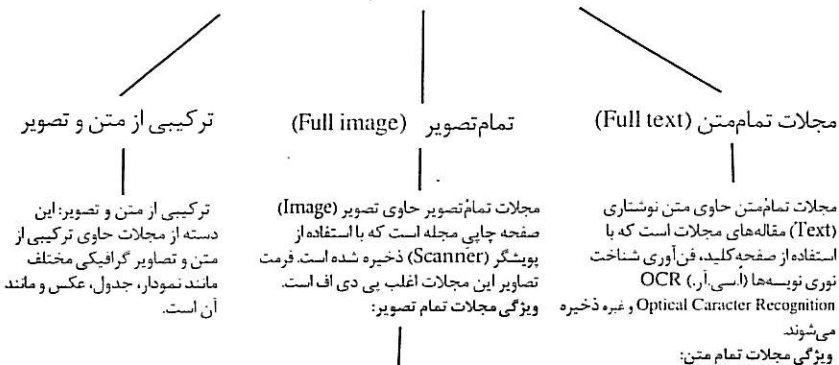 مجلات تمام‌متن (Full text)
مجلات تمام‌متن حاوی متن نوشتاری
(Text) مقاله‌های مجلات است که با
استفاده از صفحه‌کلید، فن‌آوری شناخت
نوری نویسه‌ها (اُ.سی.آر.) OCR
Optical Caracter Recognition و غیره ذخیره
می‌شوند.
ویژگی مجلات تمام متن:
تمام‌تصویر (Full image)
مجلات تمام‌تصویر حاوی تصویر (Image)
صفحه چاپی مجله است که با استفاده از
پویشگر (Scanner) ذخیره شده است. فرمت
تصاویر این مجلات اغلب پی دی اف است.
ویژگی مجلات تمام تصویر:
ترکیبی از متن و تصویر
ترکیبی از متن و تصویر: این
دسته از مجلات حاوی ترکیبی از
متن و تصاویر گرافیکی مختلف
مانند نمودار، جدول، عکس و مانند
آن است.